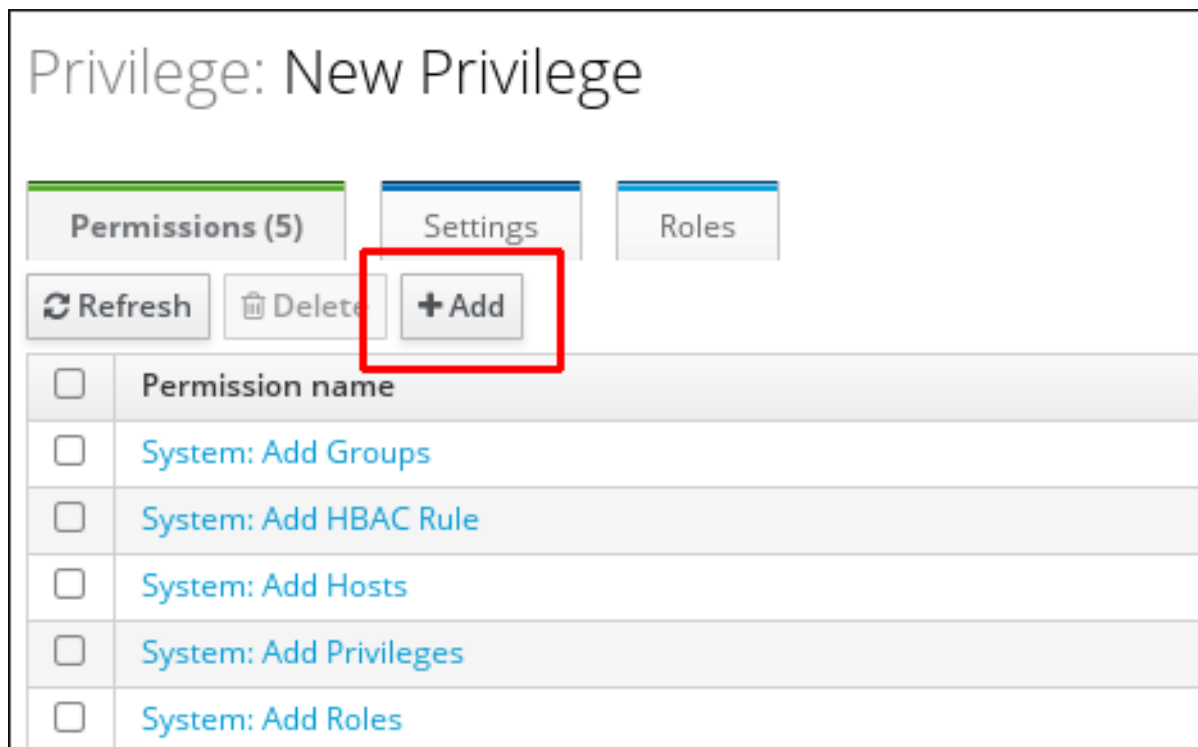 Privilege: New Privilege
Permissions (5) Settings Roles
Refresh Delete Add
Permission name
System: Add Groups
System: Add HBAC Rule
System: Add Hosts
System: Add Privileges
System: Add Roles